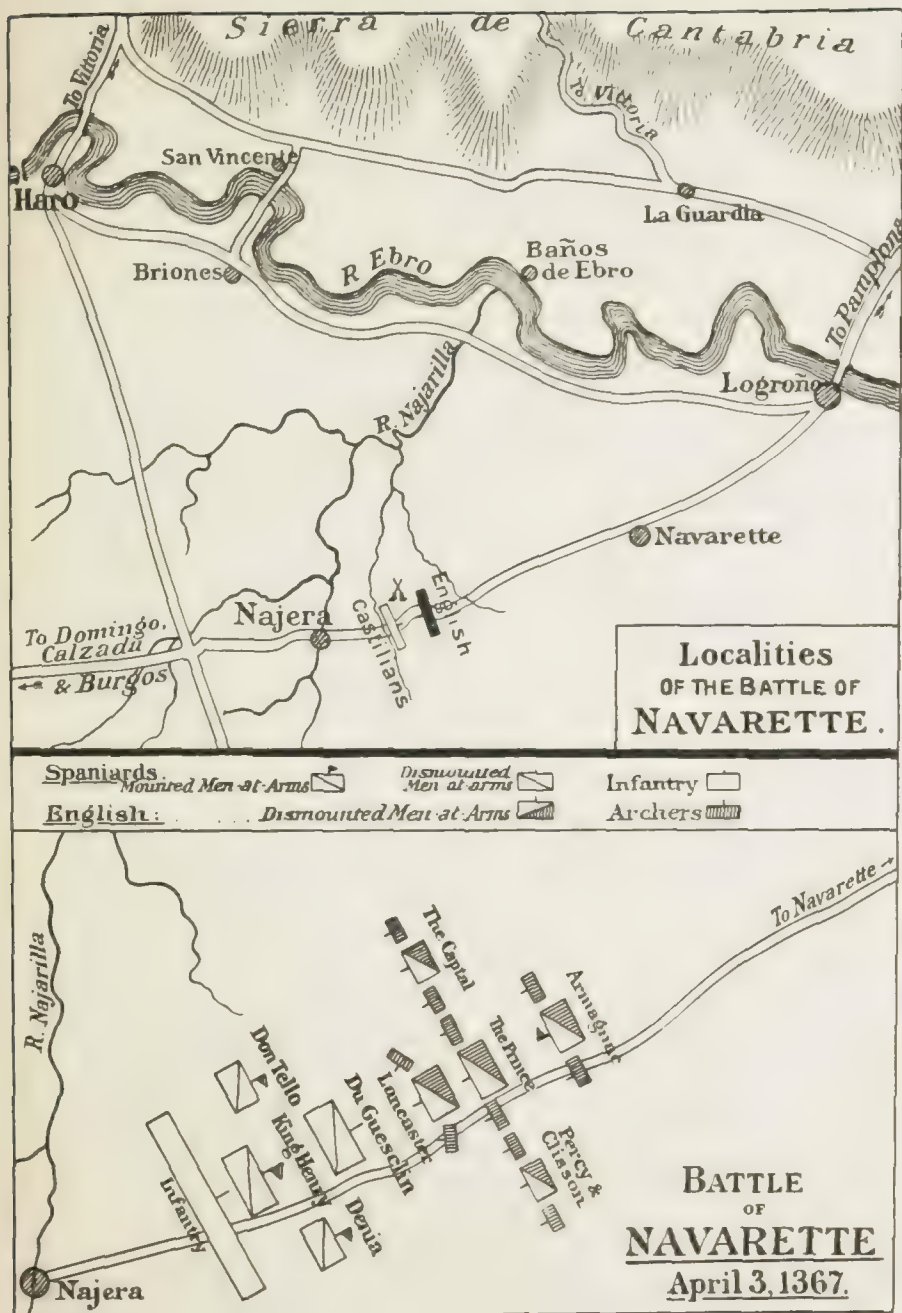 Sierra de Cantabria
To Vittoria
To Vittoria
San Vincente
Haro
La Guardia
Briones
R Ebro
Baños
de Ebro
To Pamplona
R. Najarilla
Logroño
Navarette
X
English
Castilians
Najera
To Domingo,
Calzada
& Burgos
Localities
OF THE BATTLE OF
NAVARETTE.
Spaniards. Mounted Men-at-Arms
Dismounted
Men-at-arms
Infantry
English: . . . . . . Dismounted Men-at-Arms
Archers
R. Najarilla
To Navarette
The Captal
Armagnac
The Prince
Don Tello
Lancaster
Du Guesclin
King Henry
Percy &
Clisson
Infantry
Denia
Najera
BATTLE
OF
NAVARETTE
April 3, 1367.